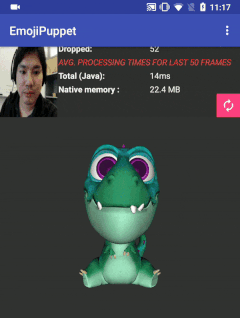 11:17
EmojiPuppet
Dropped: 52
AVG. PROCESSING TIMES FOR LAST 50 FRAMES
Total (Java): 14ms
Native memory : 22.4 MB